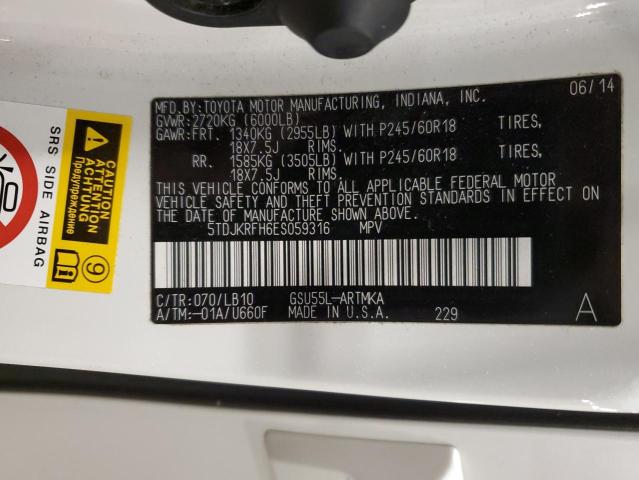 MFD.BY:TOYOTA MOTOR MANUFACTURING, INDIANA, INC. 06/14
GVWR:2720KG (6000LB)
GAWR:FRT. 1340KG (2955LB) WITH P245/60R18 TIRES,
18X7.5J RIMS.
RR. 1585KG (3505LB) WITH P245/60R18 TIRES,
18X7.5J RIMS.
THIS VEHICLE CONFORMS TO ALL APPLICABLE FEDERAL MOTOR
VEHICLE SAFETY AND THEFT PREVENTION STANDARDS IN EFFECT ON
THE DATE OF MANUFACTURE SHOWN ABOVE.
5TDJKRFH6ES059316 MPV
C/TR:070/LB10 GSU55L-ARTMKA
A/TM:-01A/U660F MADE IN U.S.A. 229 A
SRS SIDE AIRBAG
CAUTION
ATTENTION
ACHTUNG
Предупреждение
9